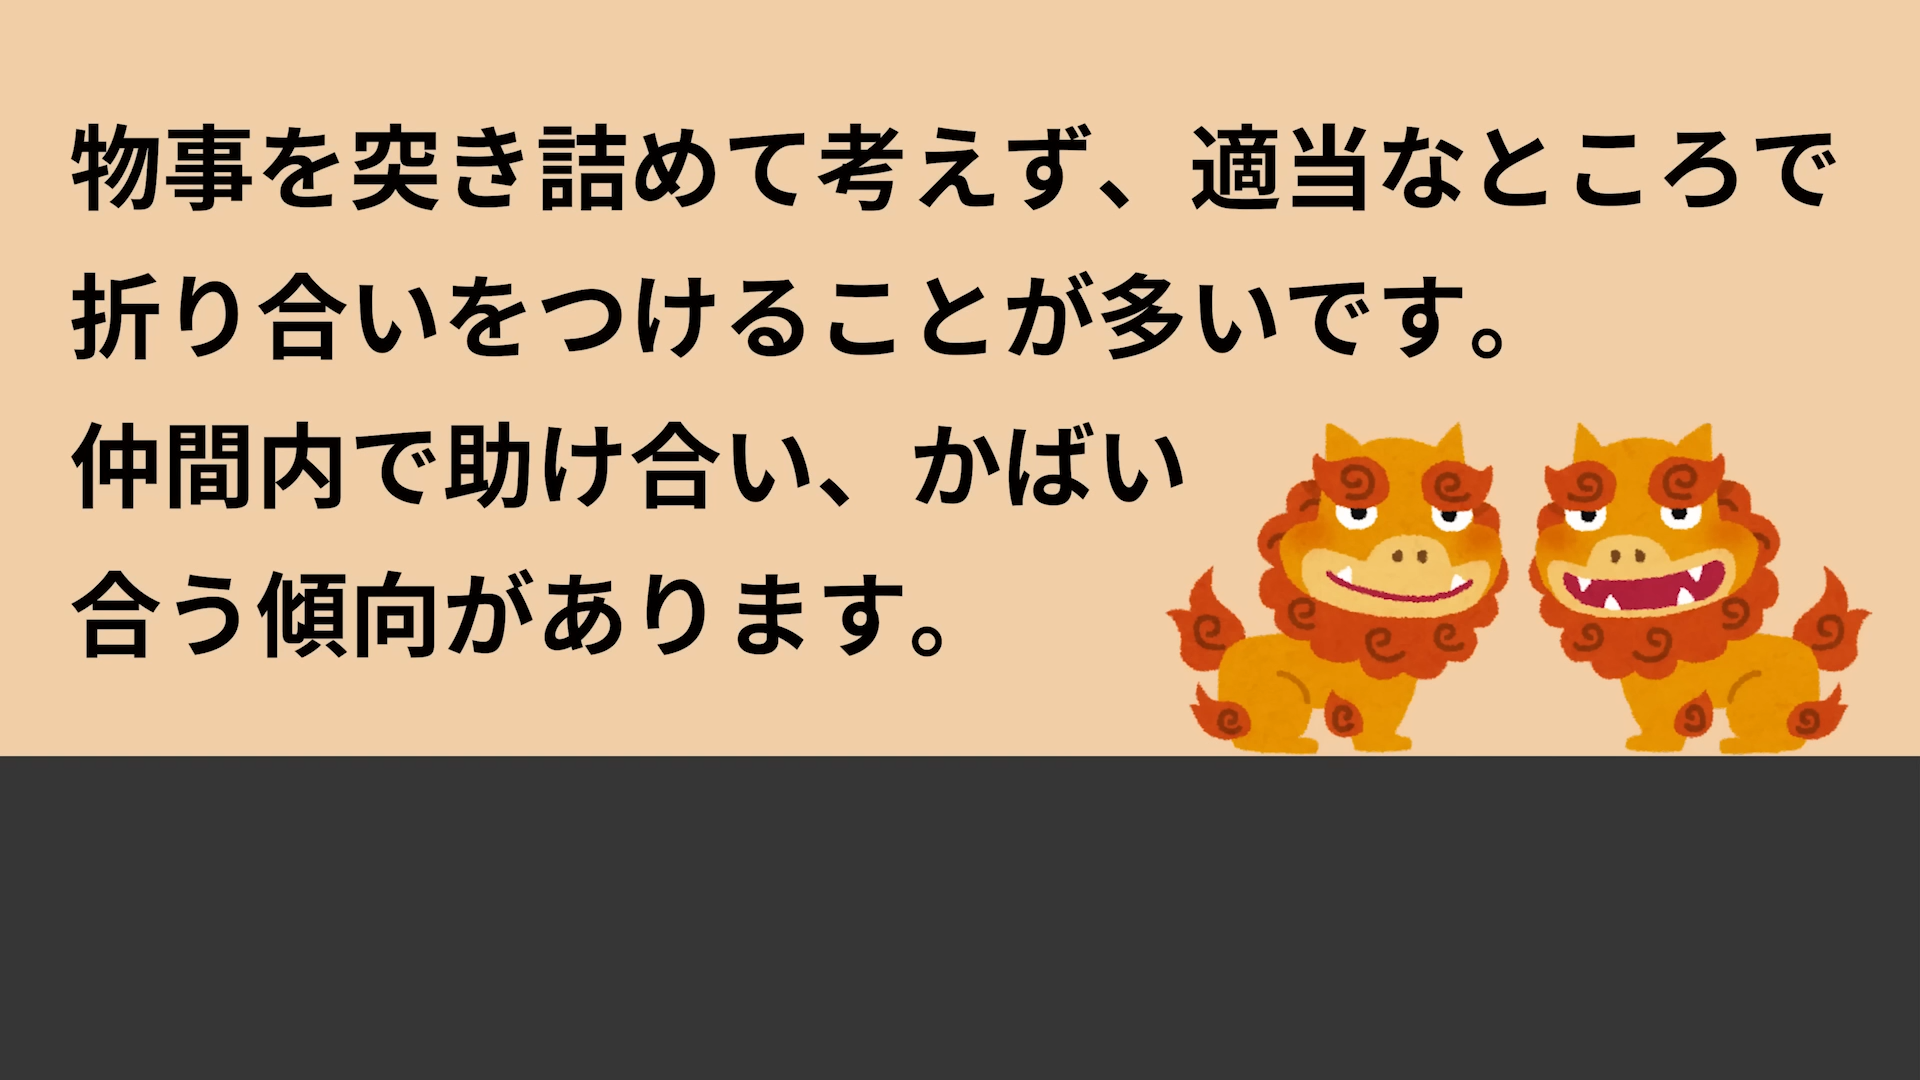 物事を突き詰めて考えず、適当なところで
折り合いをつけることが多いです。
仲間内で助け合い、かばい
合う傾向があります。